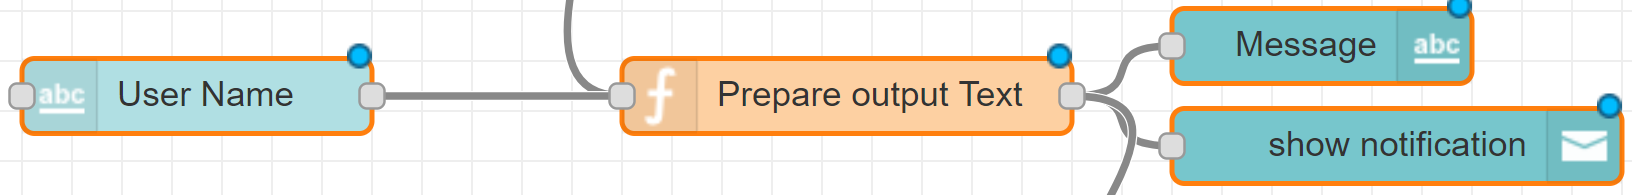 abc User Name
Prepare output Text
Message abc
show notification